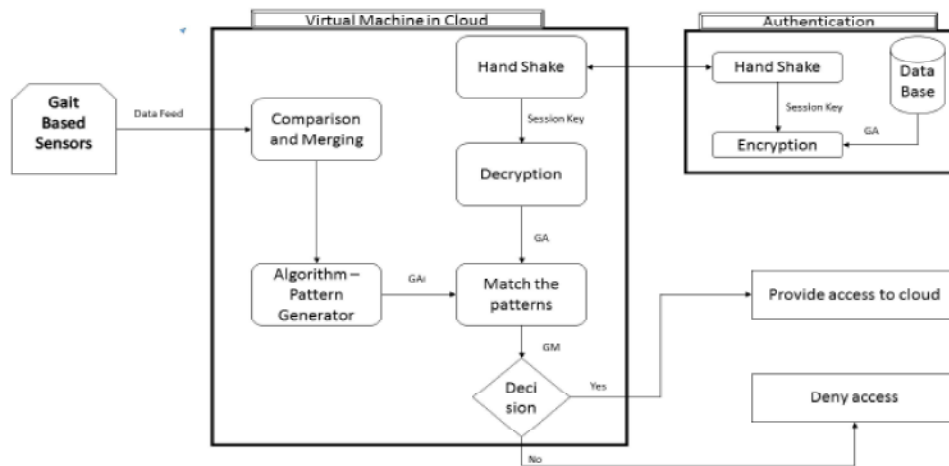 Virtual Machine in Cloud
Authentication
Hand Shake
Hand Shake
Data
Base
Gait
Based
Sensors
Data Feed
Comparison
and Merging
Session Key
Session Key
GA
Encryption
Decryption
GA
Algorithm –
Pattern
Generator
GAi
Match the
patterns
Provide access to cloud
GM
Deci
sion
Yes
Deny access
No